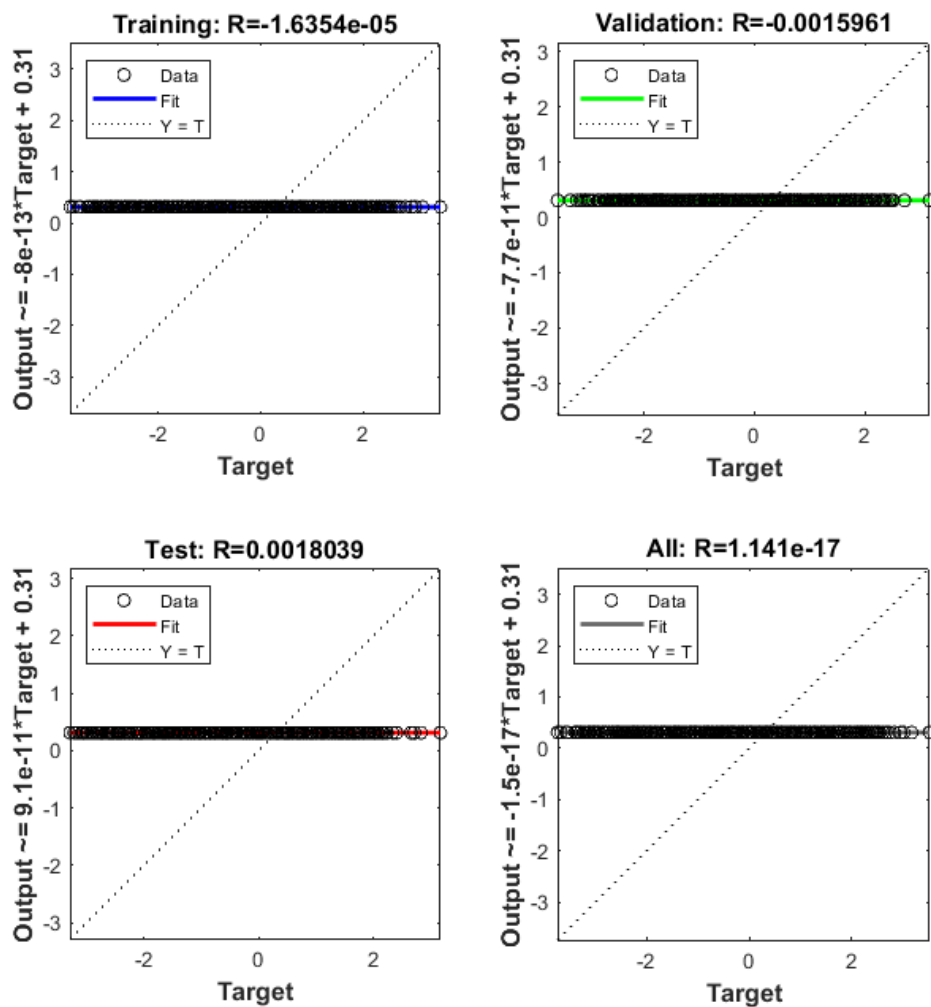 Training: R=-1.6354e-05
Output ~= -8e-13*Target + 0.31
3
2
1
0
-1
-2
-3
Data
Fit
Y = T
-2 0 2
Target
Validation: R=-0.0015961
Output ~= -7.7e-11*Target + 0.31
3
2
1
0
-1
-2
-3
Data
Fit
Y = T
-2 0 2
Target
Test: R=0.0018039
Output ~= 9.1e-11*Target + 0.31
3
2
1
0
-1
-2
-3
Data
Fit
Y = T
-2 0 2
Target
All: R=1.141e-17
Output ~= -1.5e-17*Target + 0.31
3
2
1
0
-1
-2
-3
Data
Fit
Y = T
-2 0 2
Target